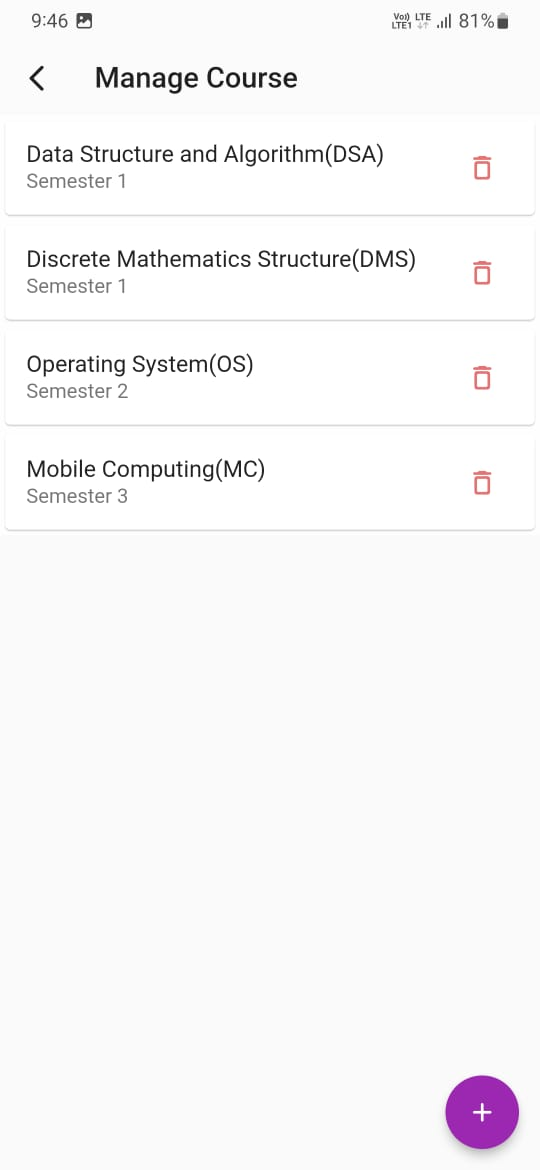 9:46
Vo)) LTE
LTE1
81%
Manage Course
Data Structure and Algorithm(DSA)
Semester 1
Discrete Mathematics Structure(DMS)
Semester 1
Operating System(OS)
Semester 2
Mobile Computing(MC)
Semester 3
+